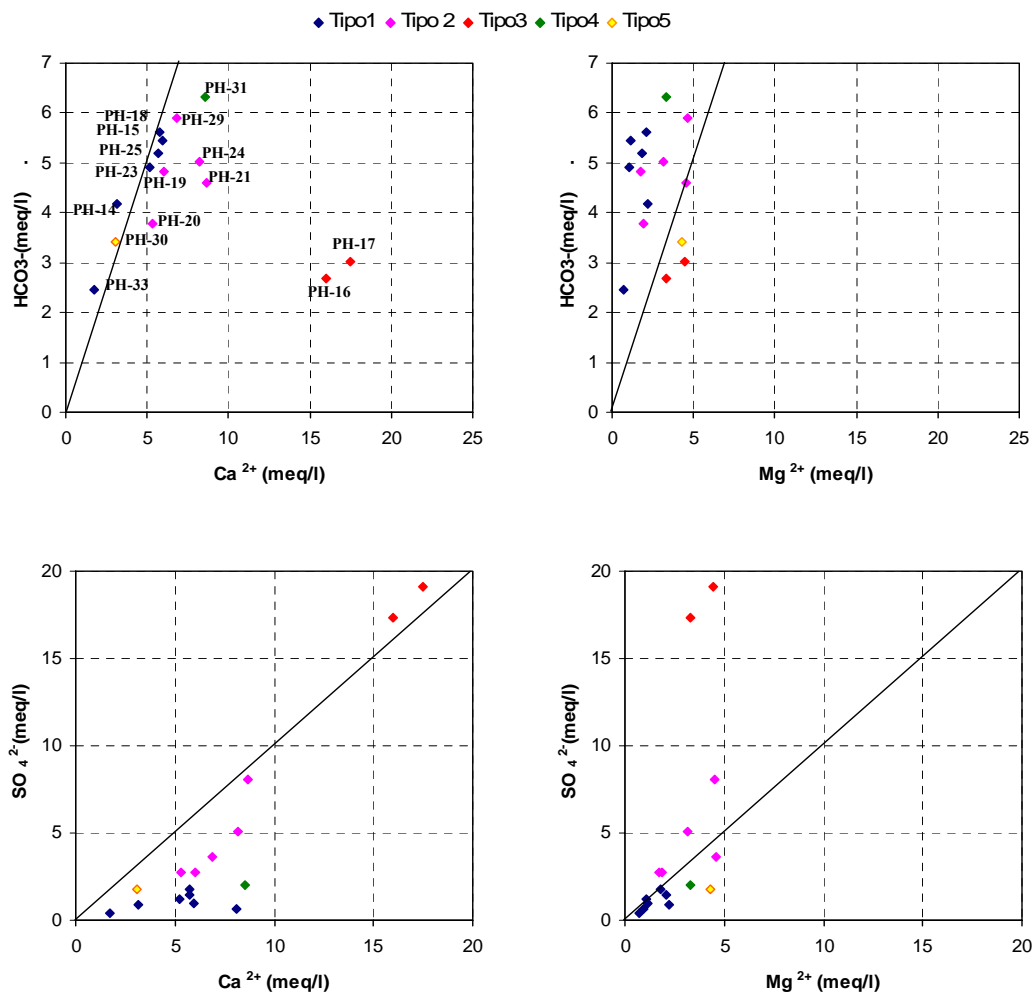 Tipo1 Tipo 2 Tipo3 Tipo4 Tipo5
HCO3-(meq/l)
7
6
5
4
3
2
1
0
PH-31
PH-18
PH-29
PH-15
PH-25
PH-24
PH-23
PH-19
PH-21
PH-14
PH-20
PH-30
PH-17
PH-33
PH-16
0 5 10 15 20 25
Ca 2+ (meq/l)
HCO3-(meq/l)
7
6
5
4
3
2
1
0
0 5 10 15 20 25
Mg 2+ (meq/l)
SO 4 2-(meq/l)
20
15
10
5
0
0 5 10 15 20
Ca 2+ (meq/l)
SO 4 2-(meq/l)
20
15
10
5
0
0 5 10 15 20
Mg 2+ (meq/l)